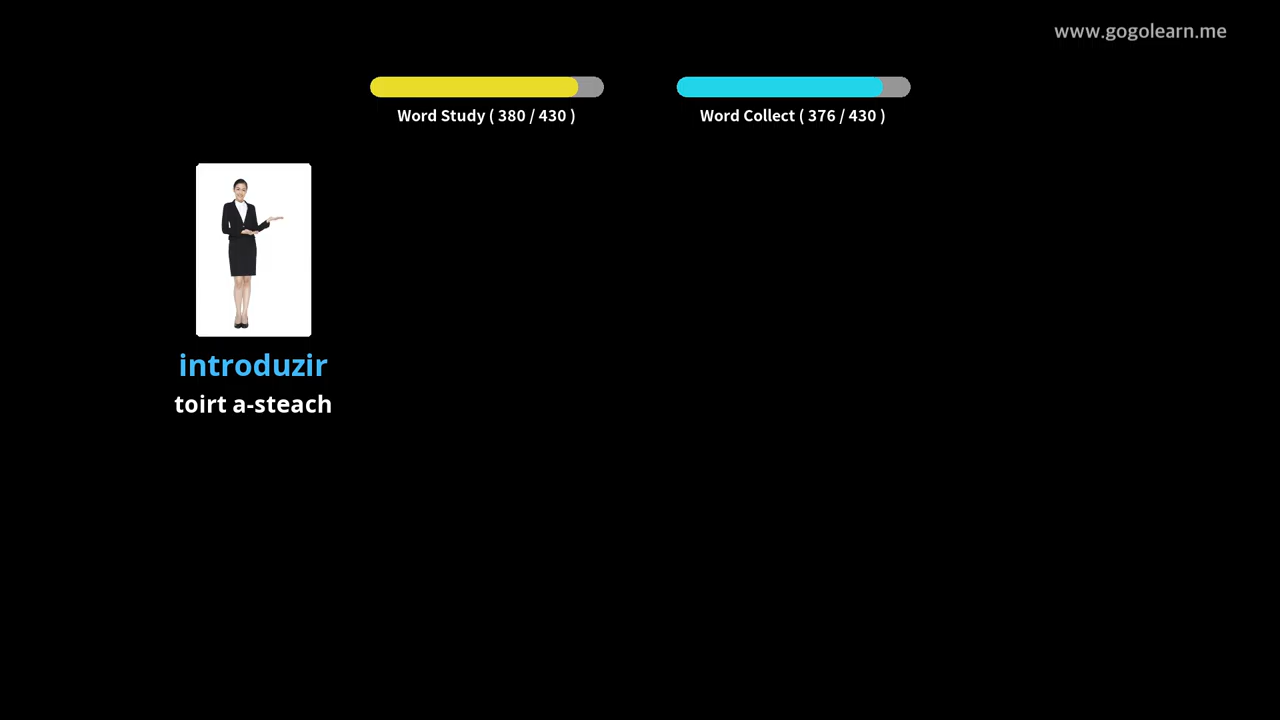 www.gogolearn.me
Word Study ( 380 / 430 )
Word Collect ( 376 / 430 )
introduzir
toirt a-steach